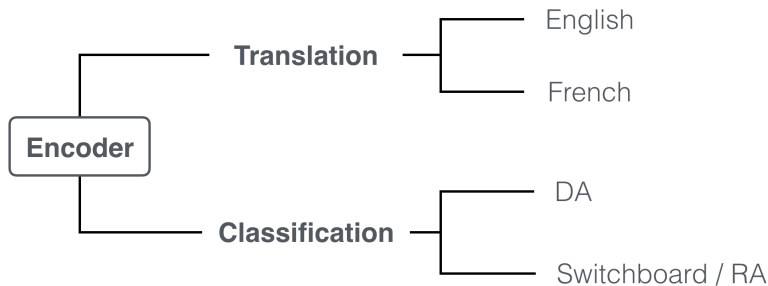 English
Translation
French
Encoder
DA
Classification
Switchboard / RA